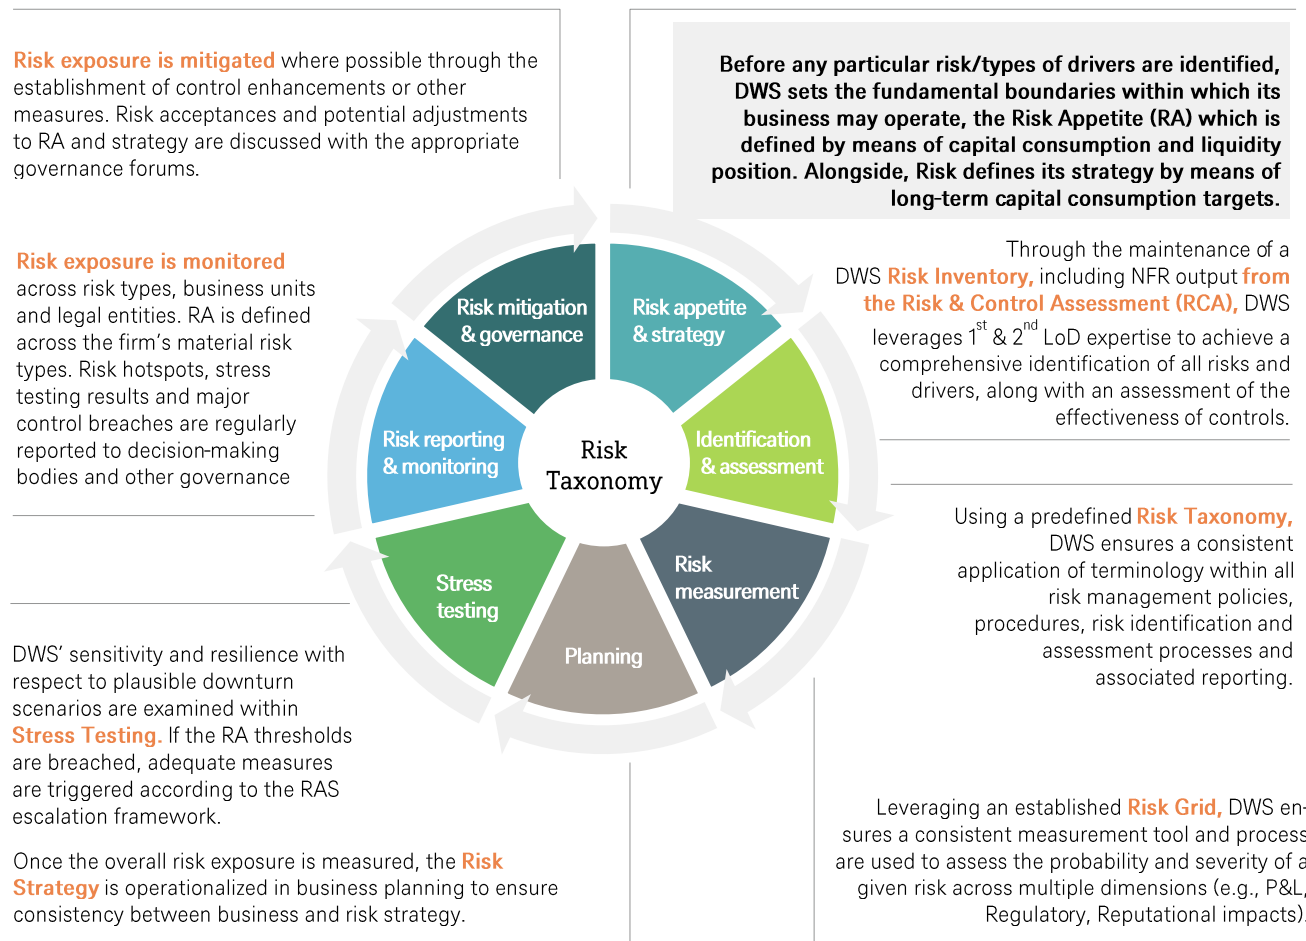 Risk exposure is mitigated where possible through the
establishment of control enhancements or other
measures. Risk acceptances and potential adjustments
to RA and strategy are discussed with the appropriate
governance forums.
Before any particular risk/types of drivers are identified,
DWS sets the fundamental boundaries within which its
business may operate, the Risk Appetite (RA) which is
defined by means of capital consumption and liquidity
position. Alongside, Risk defines its strategy by means of
long-term capital consumption targets.
Risk exposure is monitored
across risk types, business units
and legal entities. RA is defined
across the firm’s material risk
types. Risk hotspots, stress
testing results and major
control breaches are regularly
reported to decision-making
bodies and other governance
Through the maintenance of a
DWS Risk Inventory, including NFR output from
the Risk & Control Assessment (RCA), DWS
leverages 1st & 2nd LoD expertise to achieve a
comprehensive identification of all risks and
drivers, along with an assessment of the
effectiveness of controls.
Risk mitigation
& governance
Risk appetite
& strategy
Risk reporting
& monitoring
Risk
Taxonomy
Identification
& assessment
Stress
testing
Risk
measurement
Planning
Using a predefined Risk Taxonomy,
DWS ensures a consistent
application of terminology within all
risk management policies,
procedures, risk identification and
assessment processes and
associated reporting.
DWS’ sensitivity and resilience with
respect to plausible downturn
scenarios are examined within
Stress Testing. If the RA thresholds
are breached, adequate measures
are triggered according to the RAS
escalation framework.
Once the overall risk exposure is measured, the Risk
Strategy is operationalized in business planning to ensure
consistency between business and risk strategy.
Leveraging an established Risk Grid, DWS en-
sures a consistent measurement tool and process
are used to assess the probability and severity of a
given risk across multiple dimensions (e.g., P&L,
Regulatory, Reputational impacts).